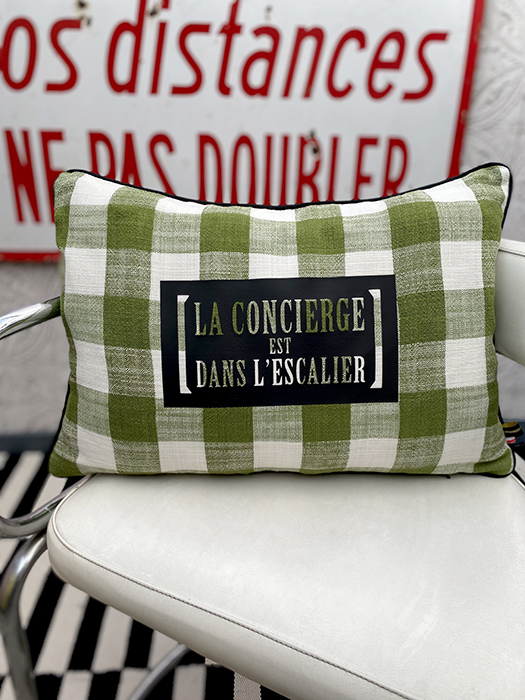 os distances
NE PAS DOUBLER
[LA CONCIERGE
EST
DANS L'ESCALIER]